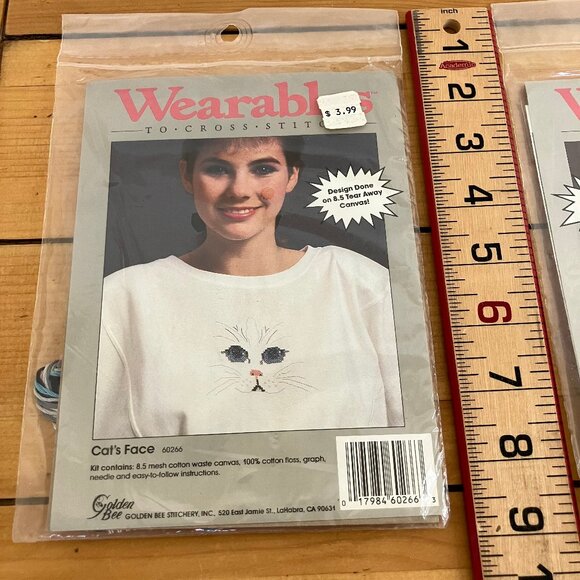 Wearables™
TO·CROSS·STITCH
$ 3.99
Design Done
on 8.5 Tear Away
Canvas!
Cat's Face 60266
Kit contains: 8.5 mesh cotton waste canvas, 100% cotton floss, graph,
needle and easy-to-follow instructions.
Golden
Bee
GOLDEN BEE STITCHERY, INC. 520 East Jamie St., LaHabra, CA 90631
0 17984 60266 3
inch
1
Academy
2
3
4
5
6
7
8
9
W